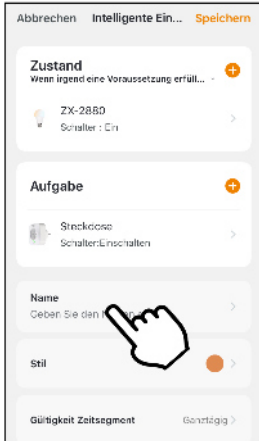 Abbrechen Intelligente Ein... Speichern
Zustand
Wenn irgend eine Voraussetzung erfüll...
ZX-2880
Schalter : Ein
Aufgabe
Steckdose
Schalter:Einschalten
Name
Geben Sie den
Stil
Gültigkeit Zeitsegment Ganztägig